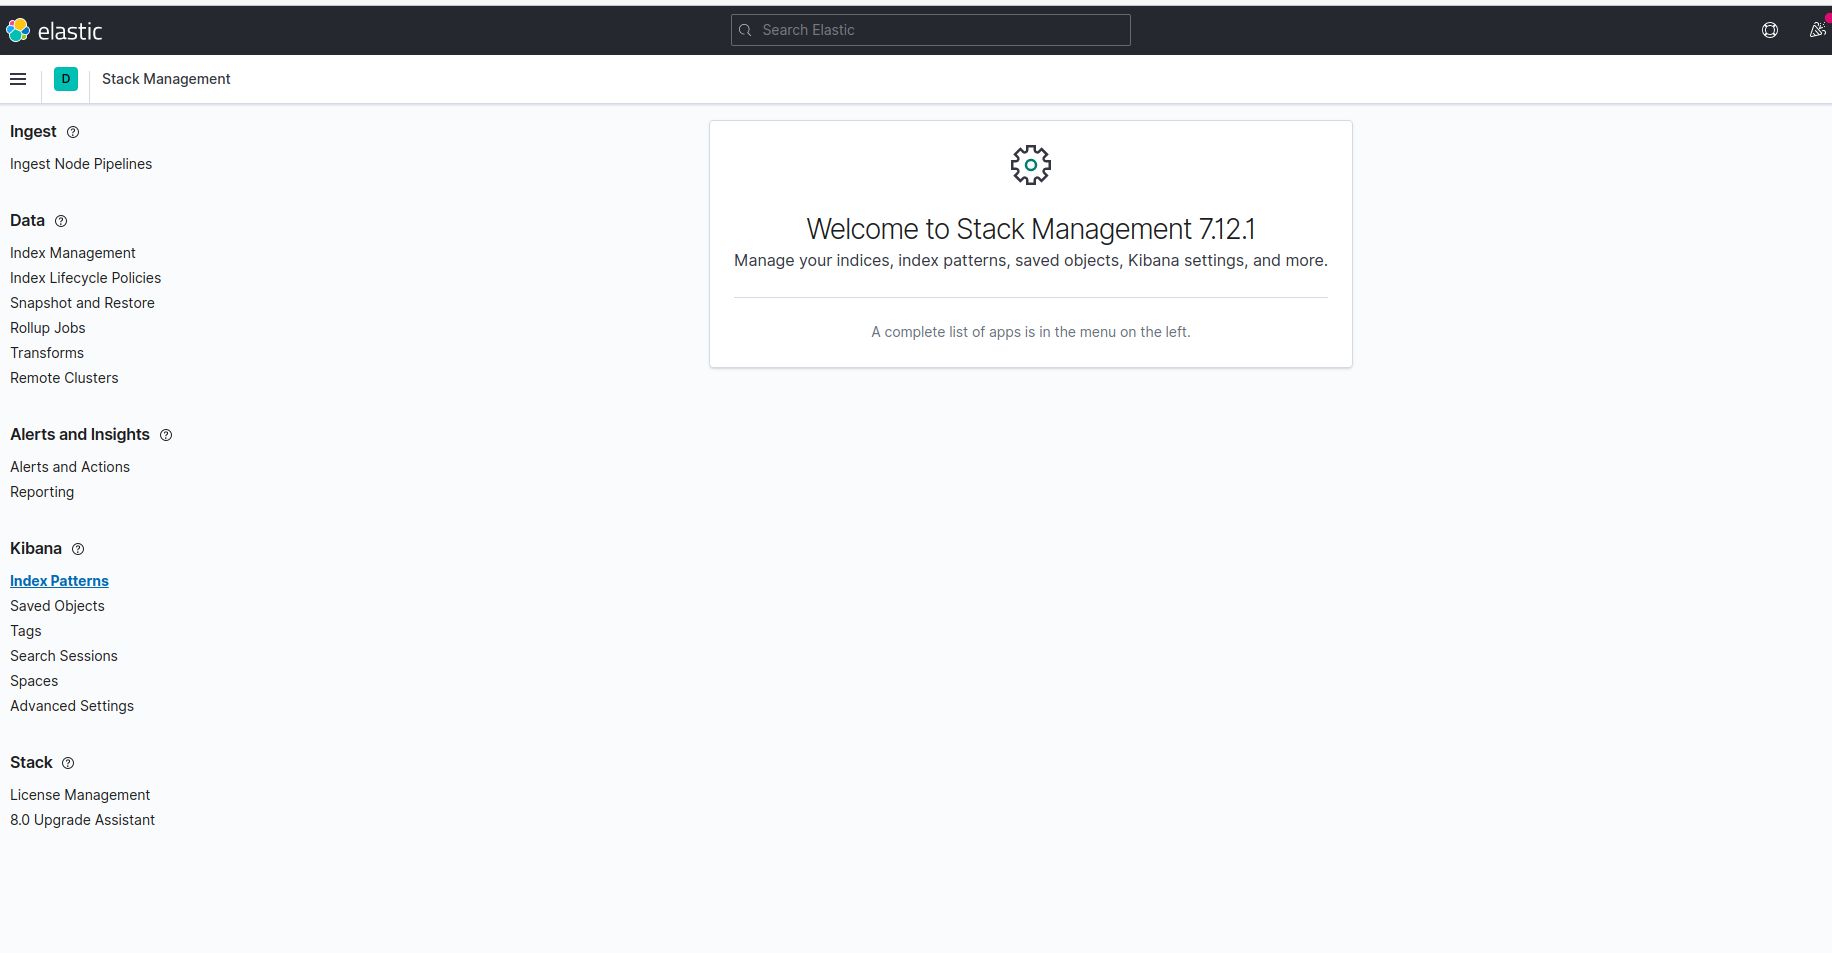 elastic
Search Elastic
D
Stack Management
Ingest
Ingest Node Pipelines
Data
Index Management
Index Lifecycle Policies
Snapshot and Restore
Rollup Jobs
Transforms
Remote Clusters
Alerts and Insights
Alerts and Actions
Reporting
Kibana
Index Patterns
Saved Objects
Tags
Search Sessions
Spaces
Advanced Settings
Stack
License Management
8.0 Upgrade Assistant
Welcome to Stack Management 7.12.1
Manage your indices, index patterns, saved objects, Kibana settings, and more.
A complete list of apps is in the menu on the left.